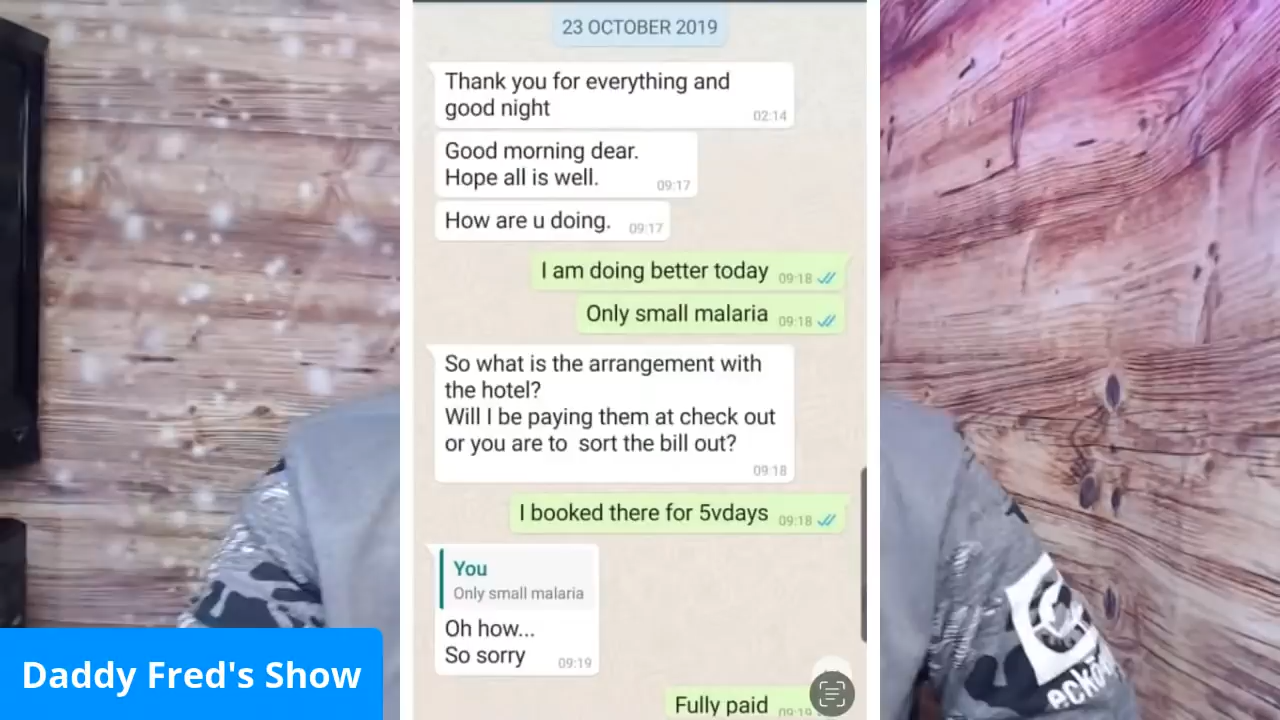 23 OCTOBER 2019
Thank you for everything and
good night
02:14
Good morning dear.
Hope all is well.
09:17
How are u doing.
09:17
I am doing better today
09:18
Only small malaria
09:18
So what is the arrangement with
the hotel?
Will I be paying them at check out
or you are to sort the bill out?
09:18
I booked there for 5vdays
09:18
You
Only small malaria
Oh how...
So sorry
09:19
Fully paid
09:19
Daddy Fred's Show